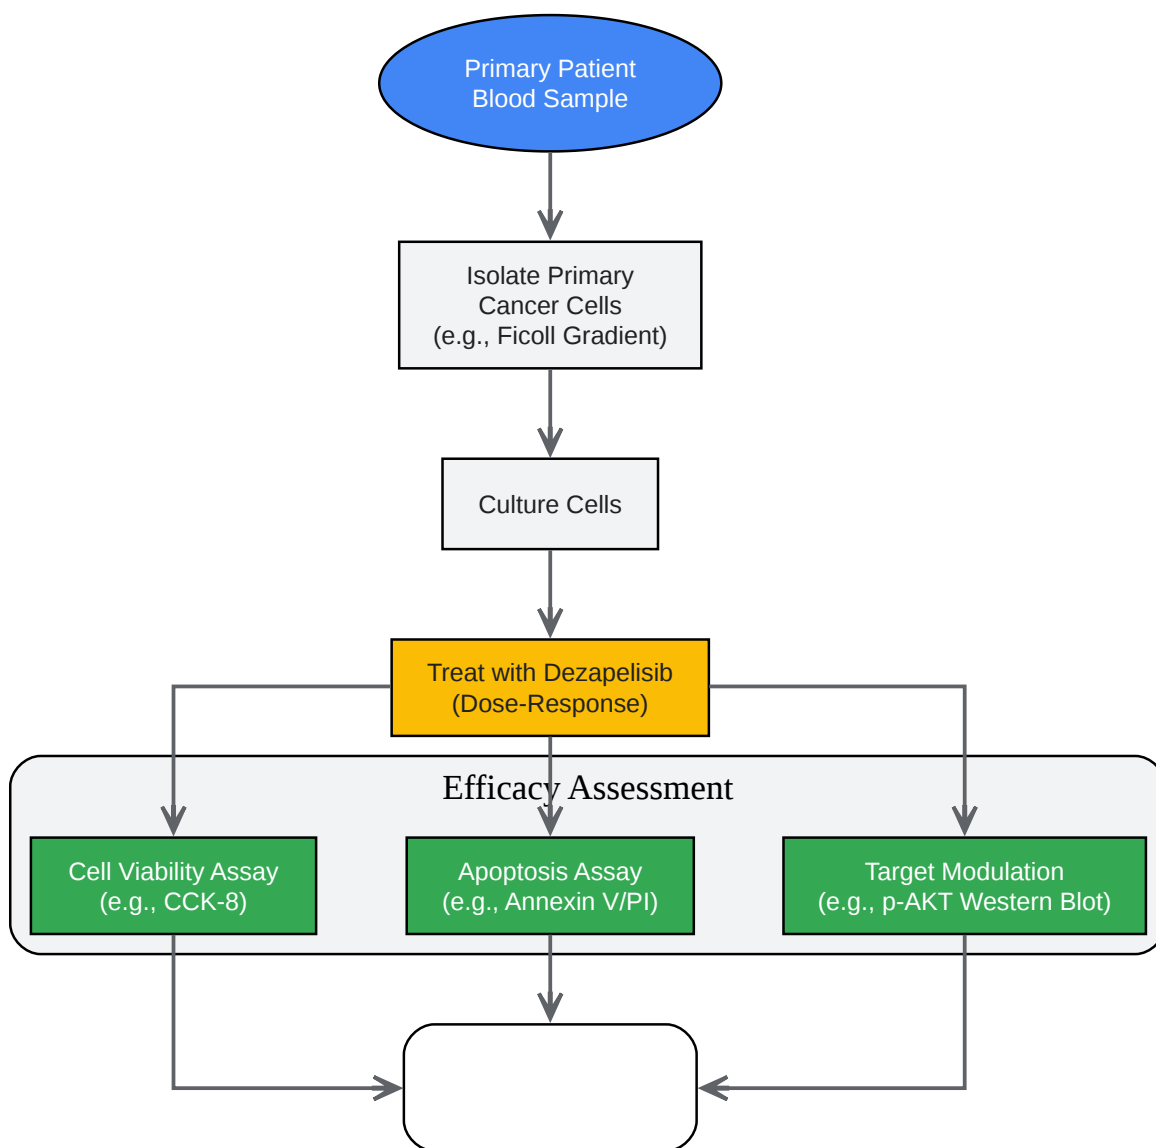 Primary Patient
Blood Sample
Isolate Primary
Cancer Cells
(e.g., Ficoll Gradient)
Culture Cells
Treat with Dezapelisib
(Dose-Response)
Efficacy Assessment
Cell Viability Assay
(e.g., CCK-8)
Apoptosis Assay
(e.g., Annexin V/PI)
Target Modulation
(e.g., p-AKT Western Blot)